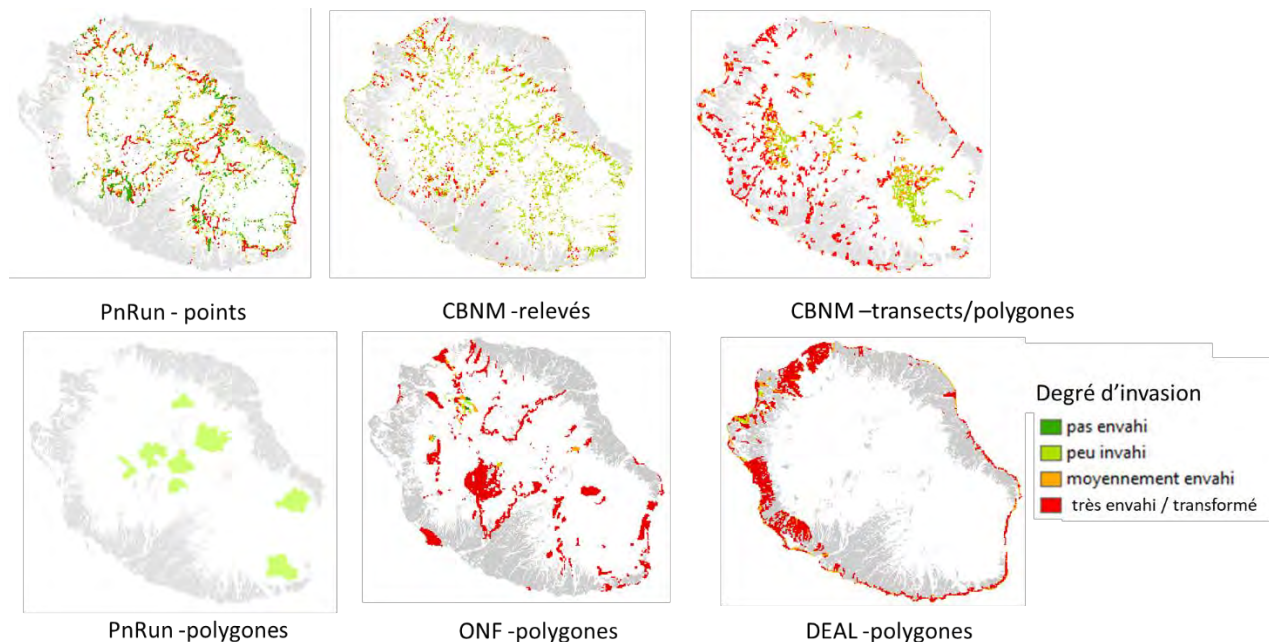 PnRun - points
CBNM -relevés
CBNM –transects/polygones
Degré d'invasion
pas envahi
peu invahi
moyennement envahi
très envahi / transformé
PnRun -polygones
ONF -polygones
DEAL -polygones